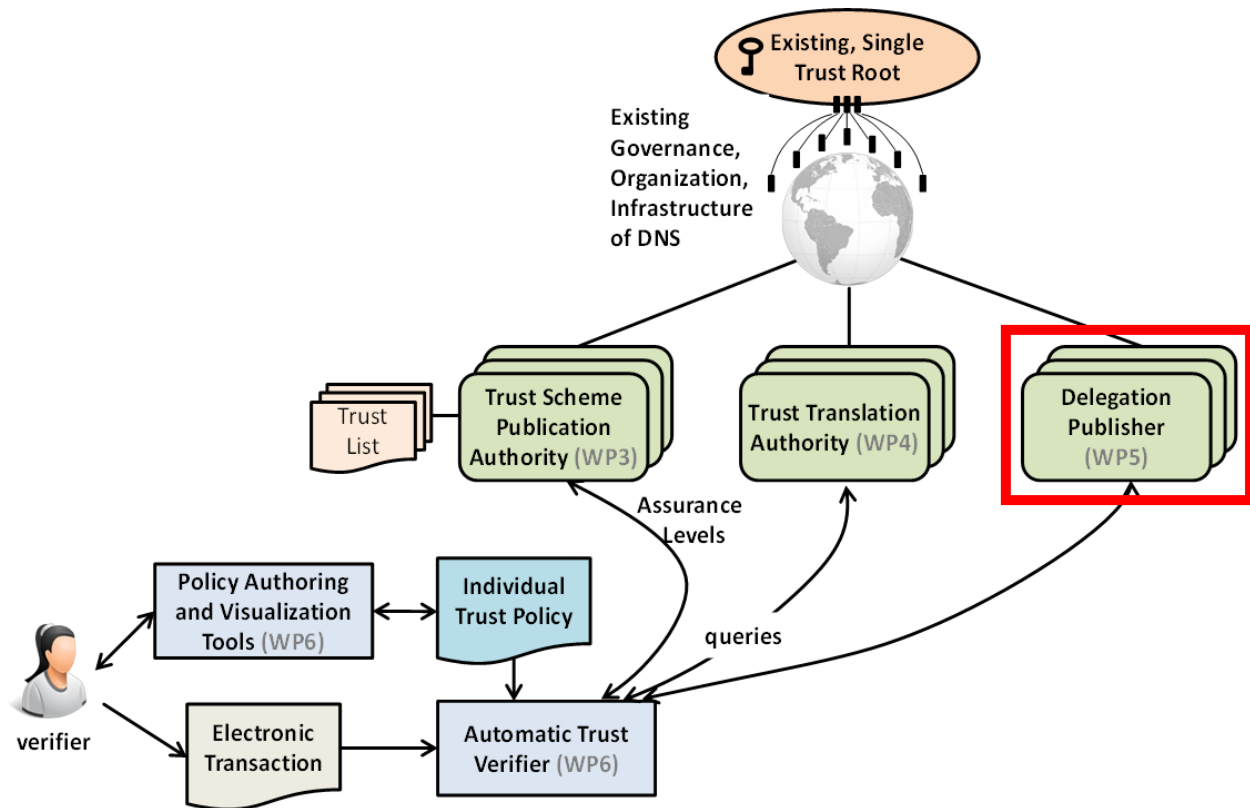 Existing, Single
Trust Root
Existing
Governance,
Organization,
Infrastructure
of DNS
Trust
List
Trust Scheme
Publication
Authority (WP3)
Trust Translation
Authority (WP4)
Delegation
Publisher
(WP5)
Assurance
Levels
queries
Policy Authoring
and Visualization
Tools (WP6)
Individual
Trust Policy
verifier
Electronic
Transaction
Automatic Trust
Verifier (WP6)